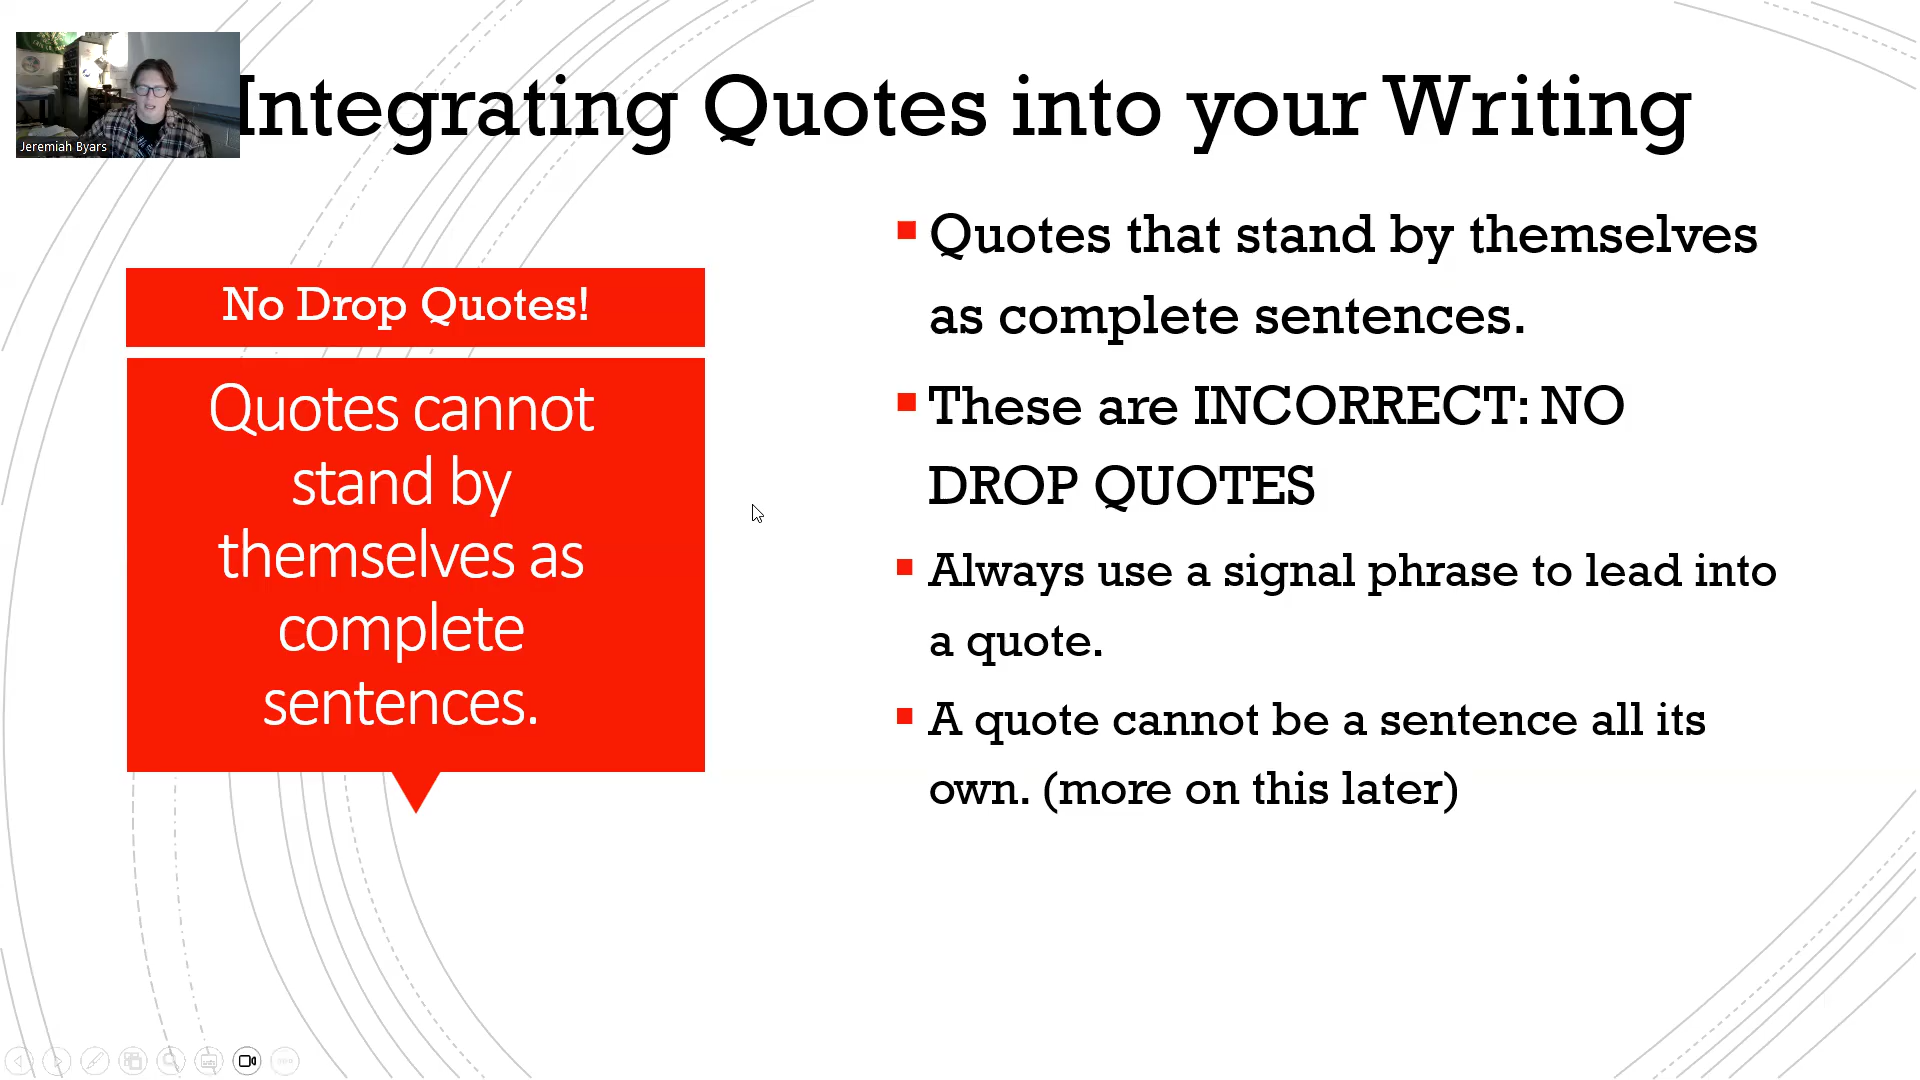 Integrating Quotes into your Writing
Jeremiah Byars
No Drop Quotes!
Quotes cannot
stand by
themselves as
complete
sentences.
Quotes that stand by themselves
as complete sentences.
These are INCORRECT: NO
DROP QUOTES
Always use a signal phrase to lead into
a quote.
A quote cannot be a sentence all its
own. (more on this later)